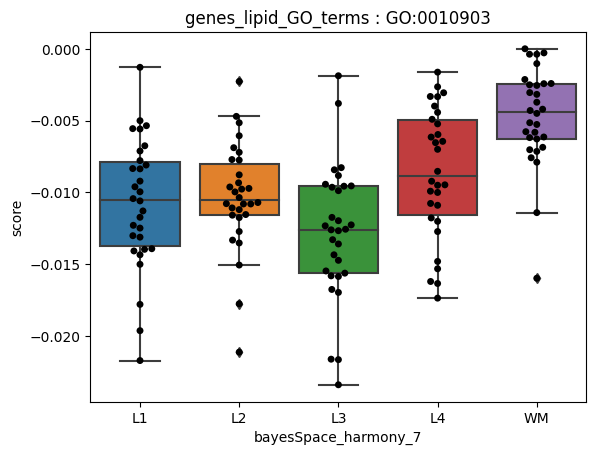 genes_lipid_GO_terms : GO:0010903
0.000
−0.005
−0.010
−0.015
−0.020
score
L1 L2 L3 L4 WM
bayesSpace_harmony_7